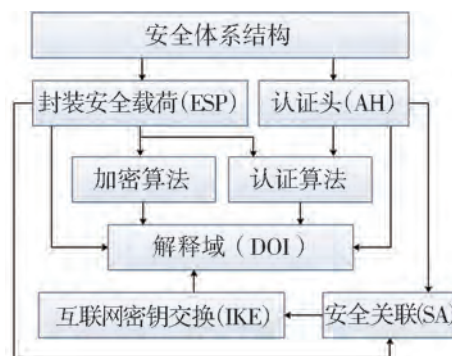 安全体系结构
封装安全载荷(ESP)
认证头(AH)
加密算法
认证算法
解释域(DOI)
互联网密钥交换(IKE)
安全关联(SA)